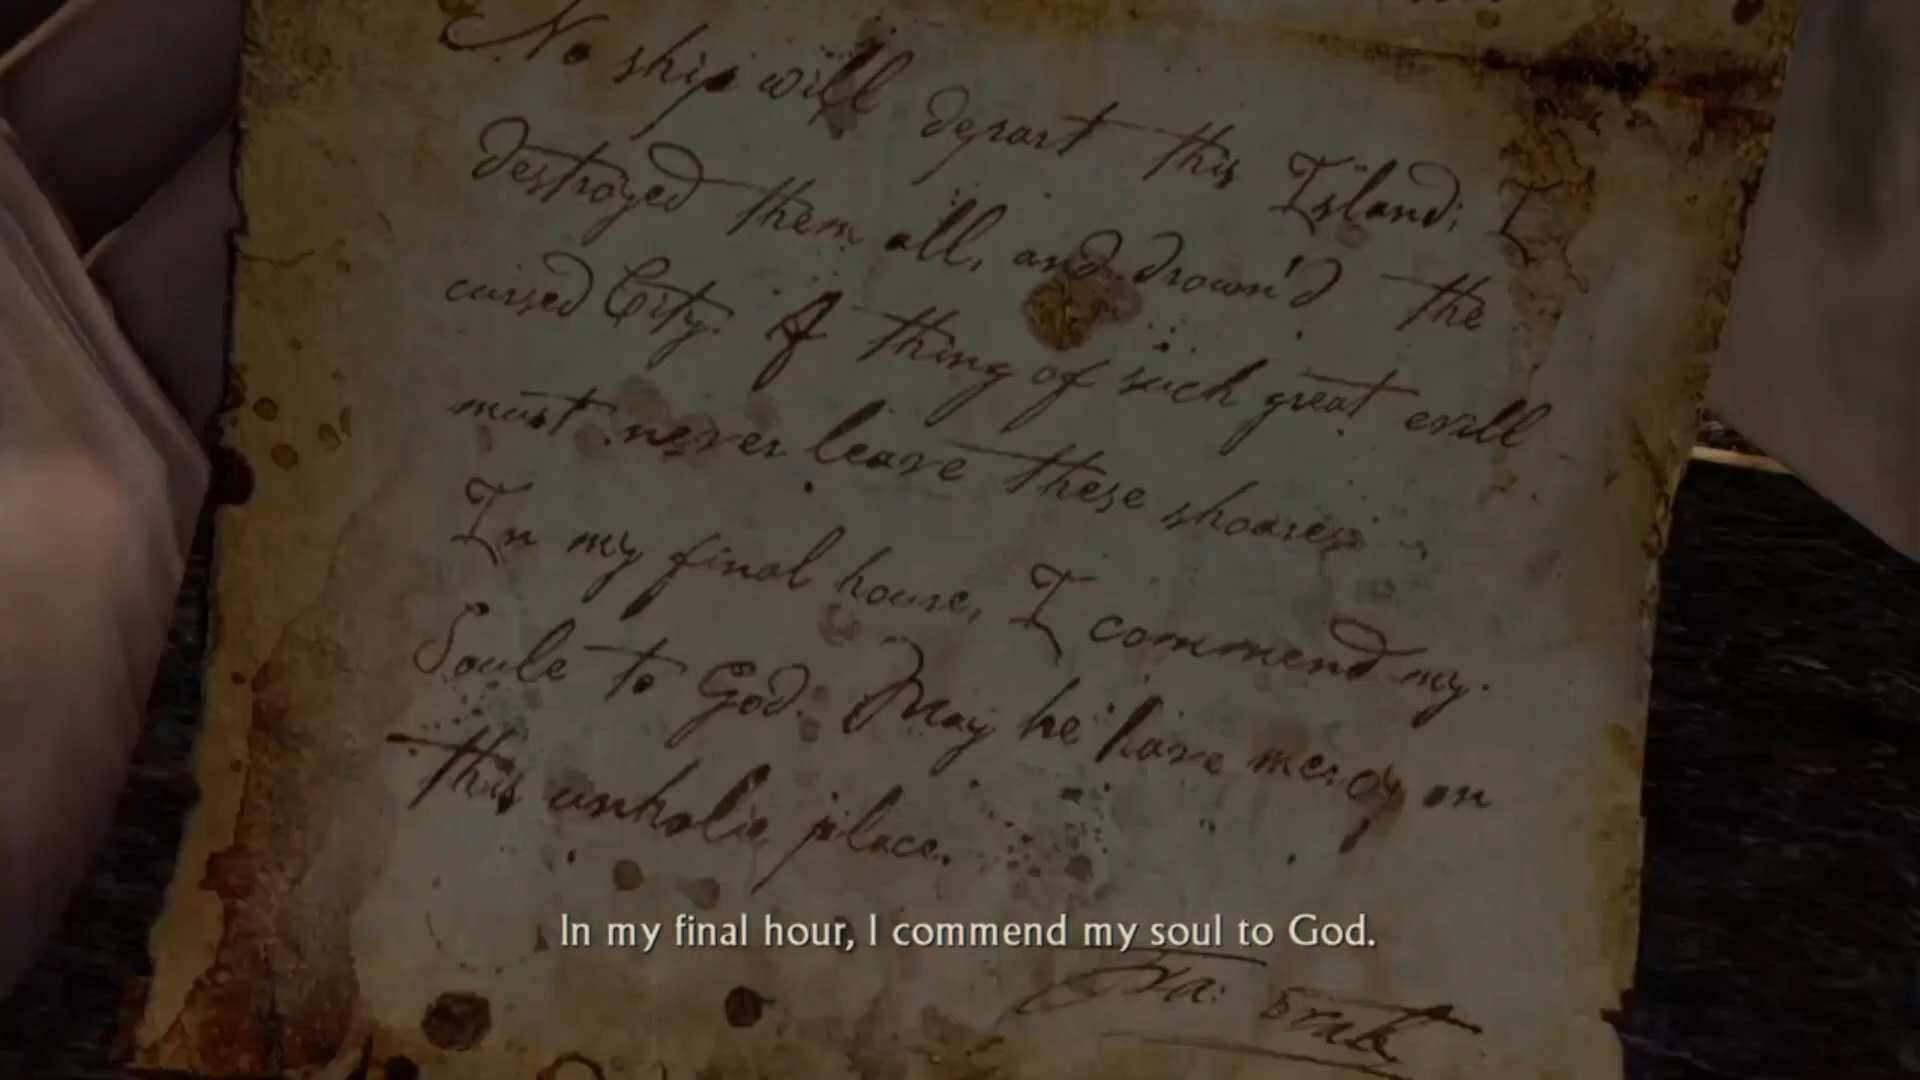 No ship will depart this Island; I
destroyed them all, and drown'd the
cursed City. A thing of such great evill
must never leave these shoares.
In my final houre, I commend my
Soule to God. May he have mercy on
this unholie place.
In my final hour, I commend my soul to God.
Fra: Drake